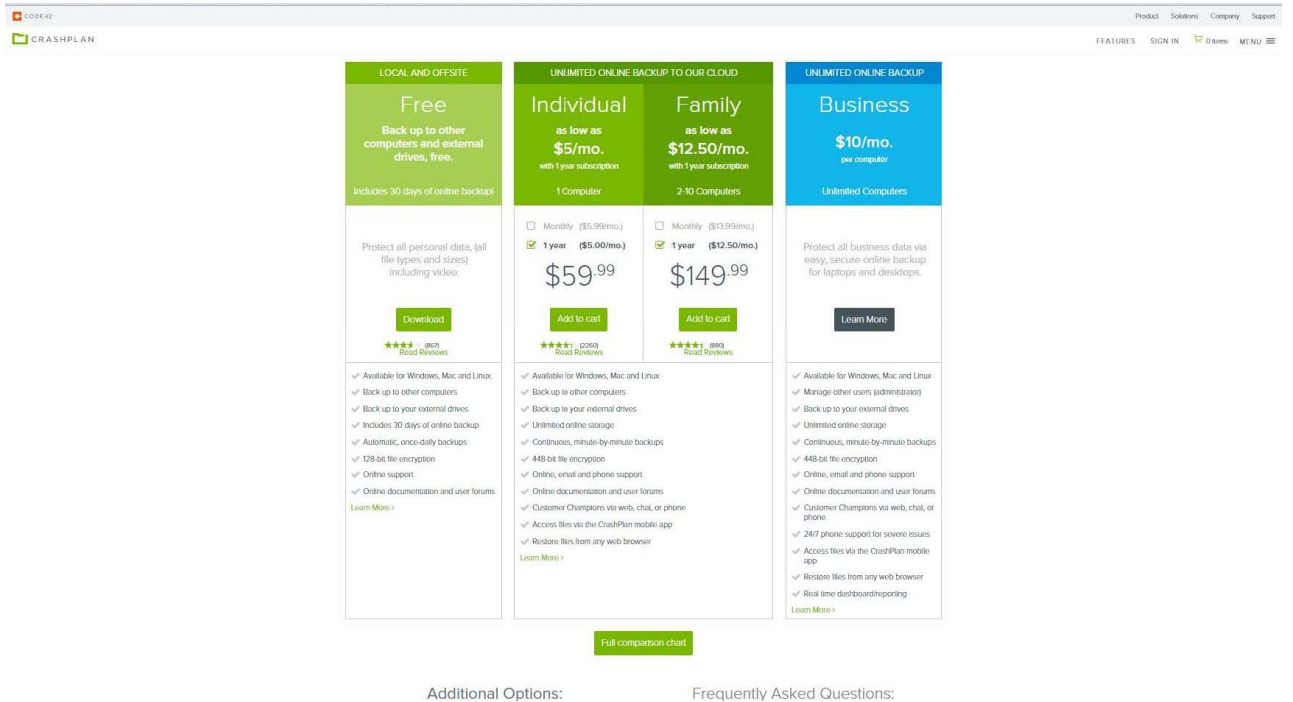 CODE42
Product Solutions Company Support
CRASHPLAN
FEATURES SIGN IN 0 items MENU
LOCAL AND OFFSITE
Free
Back up to other
computers and external
drives, free.
Includes 30 days of online backup!
Protect all personal data, (all
file types and sizes)
including video.
Download
(867)
Read Reviews
Available for Windows, Mac and Linux
Back up to other computers
Back up to your external drives
Includes 30 days of online backup
Automatic, once-daily backups
128-bit file encryption
Online support
Online documentation and user forums
Learn More >
UNLIMITED ONLINE BACKUP TO OUR CLOUD
Individual
as low as
$5/mo.
with 1 year subscription
1 Computer
Monthly ($5.99/mo.)
1 year ($5.00/mo.)
$59.99
Add to cart
(2260)
Read Reviews
Family
as low as
$12.50/mo.
with 1 year subscription
2-10 Computers
Monthly ($13.99/mo.)
1 year ($12.50/mo.)
$149.99
Add to cart
(880)
Read Reviews
Available for Windows, Mac and Linux
Back up to other computers
Back up to your external drives
Unlimited online storage
Continuous, minute-by-minute backups
448-bit file encryption
Online, email and phone support
Online documentation and user forums
Customer Champions via web, chat, or phone
Access files via the CrashPlan mobile app
Restore files from any web browser
Learn More >
UNLIMITED ONLINE BACKUP
Business
$10/mo.
per computer
Unlimited Computers
Protect all business data via
easy, secure online backup
for laptops and desktops.
Learn More
Available for Windows, Mac and Linux
Manage other users (administrator)
Back up to your external drives
Unlimited online storage
Continuous, minute-by-minute backups
448-bit file encryption
Online, email and phone support
Online documentation and user forums
Customer Champions via web, chat, or
phone
24/7 phone support for severe issues
Access files via the CrashPlan mobile
app
Restore files from any web browser
Real time dashboard/reporting
Learn More >
Full comparison chart
Additional Options:
Frequently Asked Questions: